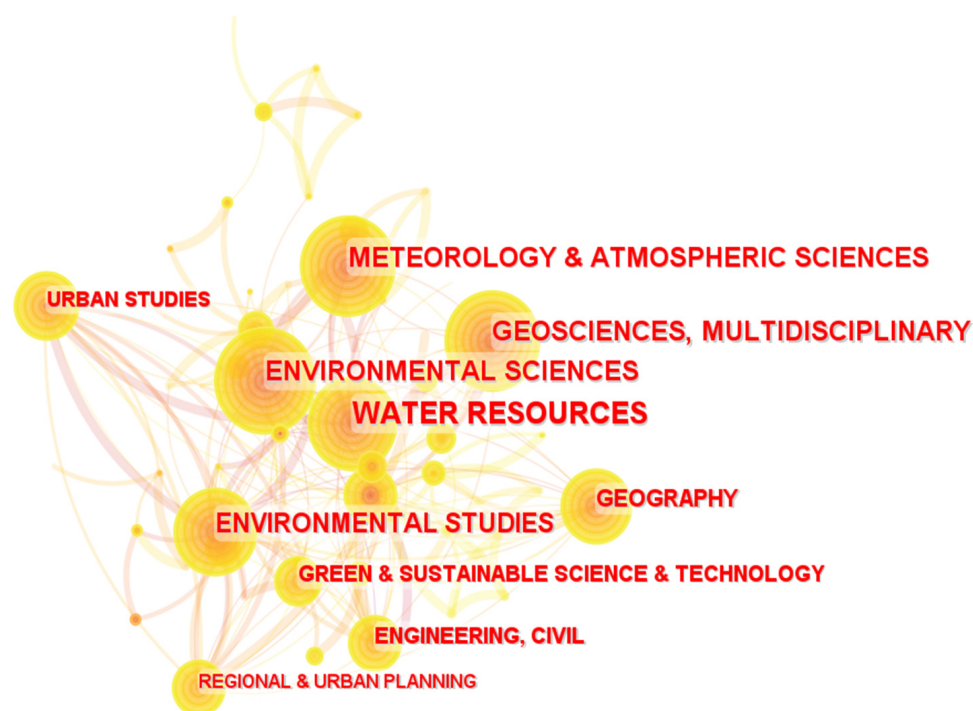 METEOROLOGY & ATMOSPHERIC SCIENCES
URBAN STUDIES
GEOSCIENCES, MULTIDISCIPLINARY
ENVIRONMENTAL SCIENCES
WATER RESOURCES
GEOGRAPHY
ENVIRONMENTAL STUDIES
GREEN & SUSTAINABLE SCIENCE & TECHNOLOGY
ENGINEERING, CIVIL
REGIONAL & URBAN PLANNING